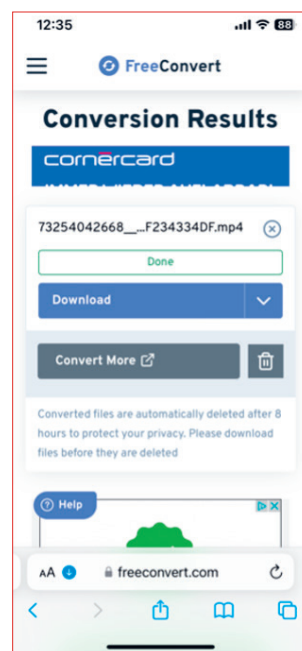 12:35
88
FreeConvert
Conversion Results
cornèrcard
73254042668__...F234334DF.mp4
Done
Download
Convert More
Converted files are automatically deleted after 8
hours to protect your privacy. Please download
files before they are deleted
Help
AA
freeconvert.com